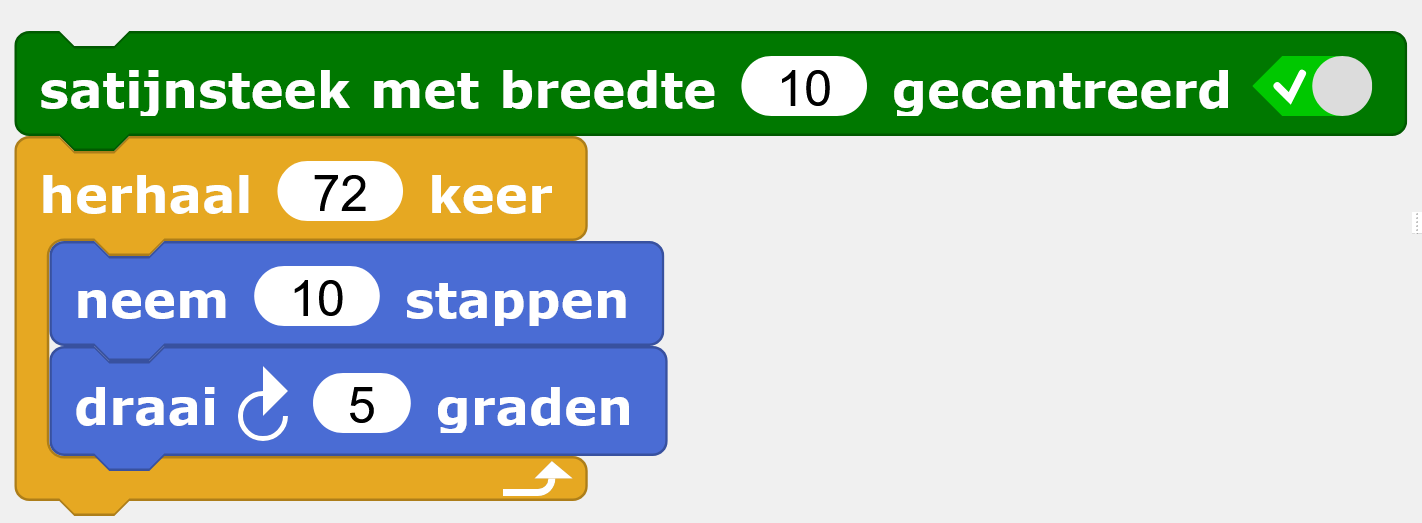 satijnsteek met breedte 10 gecentreerd
herhaal 72 keer
neem 10 stappen
draai 5 graden